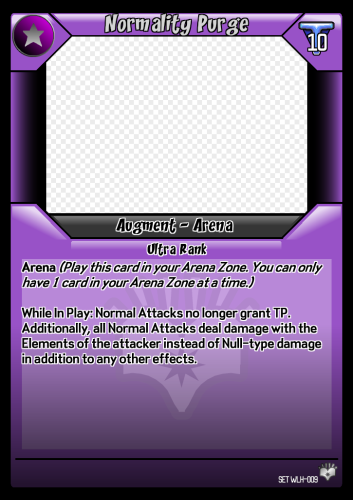 Normality Purge
T
10
Augment - Arena
Ultra Rank
Arena (Play this card in your Arena Zone. You can only
have 1 card in your Arena Zone at a time.)
While In Play: Normal Attacks no longer grant TP.
Additionally, all Normal Attacks deal damage with the
Elements of the attacker instead of Null-type damage
in addition to any other effects.
SET WLH-009